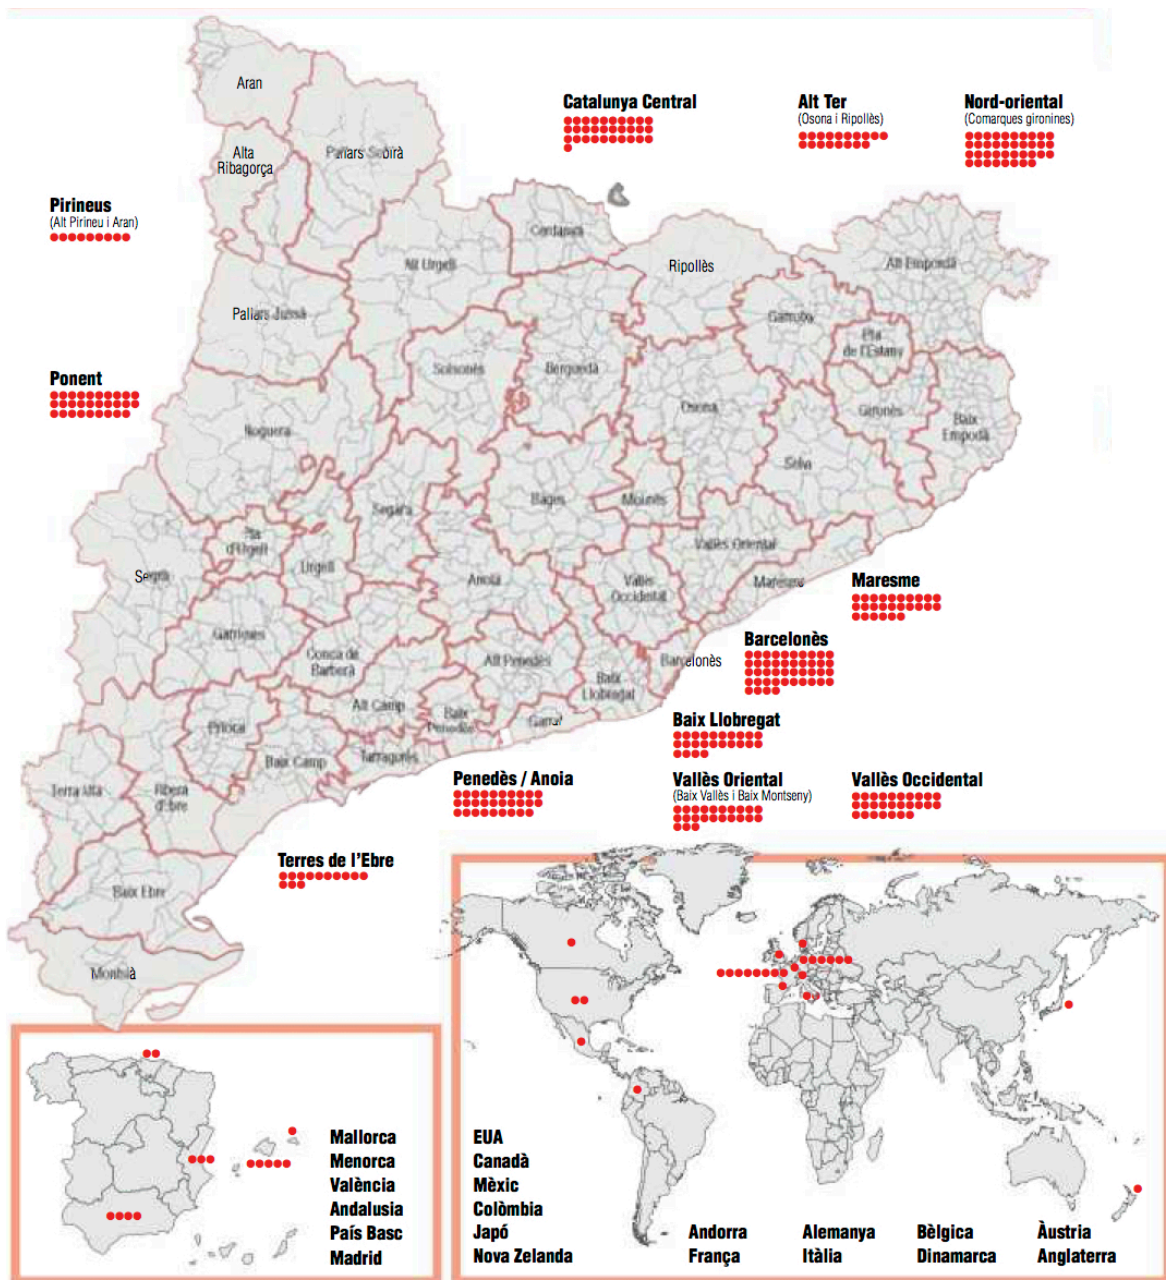 Aran
Catalunya Central
Alt Ter
(Osona i Ripollès)
Nord-oriental
(Comarques gironines)
Alta
Ribagorça
Pallars Sobirà
Pirineus
(Alt Pirineu i Aran)
Cerdanya
Alt Urgell
Ripollès
Alt Empordà
Pallars Jussà
Garrotxa
Pla
de l'Estany
Solsonès
Berguedà
Ponent
Osona
Gironès
Baix
Empodà
Noguera
Selva
Bages
Moianès
Segarra
Pla
d'Urgell
Vallès Oriental
Urgell
Segrià
Anoia
Vallès
Occidental
Maresme
Maresme
Garrigues
Conca de
Barberà
Alt Penedès
Barcelonès
Barcelonès
Baix
Llobregat
Alt Camp
Baix
Penedès
Garraf
Baix Llobregat
Priorat
Baix Camp
Tarragonès
Penedès / Anoia
Vallès Oriental
(Baix Vallès i Baix Montseny)
Vallès Occidental
Terra Alta
Ribera
d'Ebre
Terres de l'Ebre
Baix Ebre
Montsià
Mallorca
Menorca
València
Andalusia
País Basc
Madrid
EUA
Canadà
Mèxic
Colòmbia
Japó
Nova Zelanda
Andorra
França
Alemanya
Itàlia
Bèlgica
Dinamarca
Àustria
Anglaterra